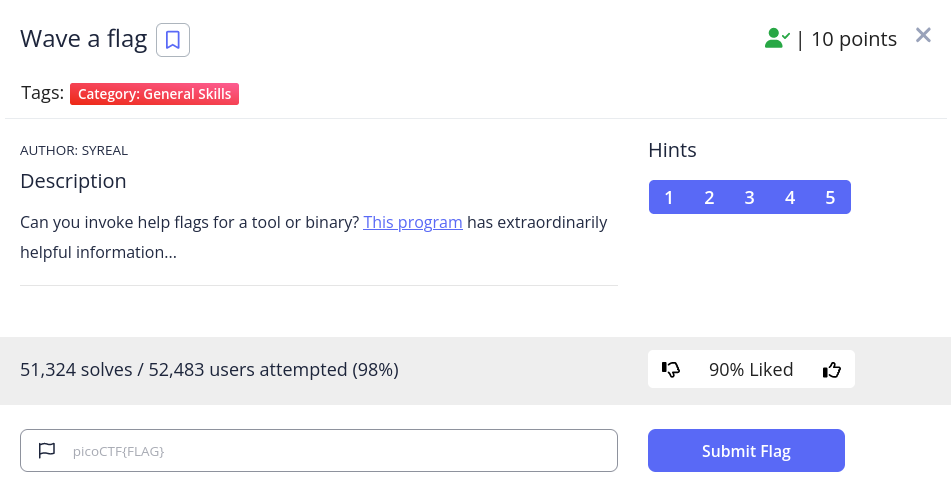 Wave a flag
| 10 points
Tags: Category: General Skills
AUTHOR: SYREAL
Description
Can you invoke help flags for a tool or binary? This program has extraordinarily
helpful information...
Hints
1 2 3 4 5
51,324 solves / 52,483 users attempted (98%)
90% Liked
picoCTF{FLAG}
Submit Flag